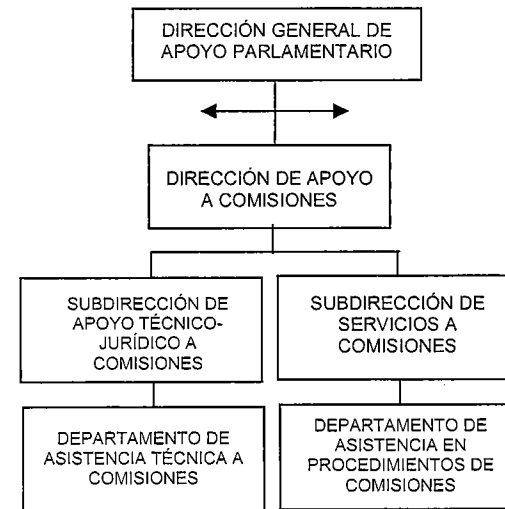 DIRECCIÓN GENERAL DE
APOYO PARLAMENTARIO
DIRECCIÓN DE APOYO
A COMISIONES
SUBDIRECCIÓN DE
APOYO TÉCNICO-
JURÍDICO A
COMISIONES
SUBDIRECCIÓN DE
SERVICIOS A
COMISIONES
DEPARTAMENTO DE
ASISTENCIA TÉCNICA A
COMISIONES
DEPARTAMENTO DE
ASISTENCIA EN
PROCEDIMIENTOS DE
COMISIONES